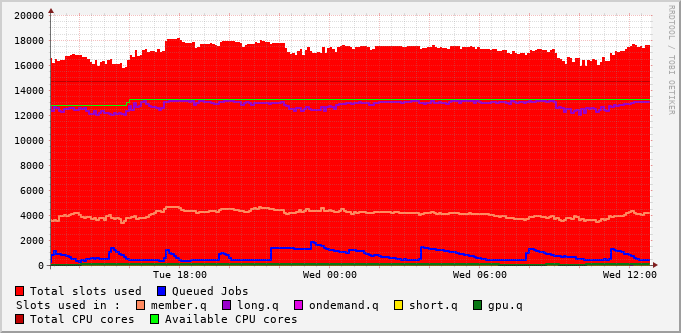 20000
18000
16000
14000
12000
10000
8000
6000
4000
2000
0
Tue 18:00 Wed 00:00 Wed 06:00 Wed 12:00
Total slots used Queued Jobs
Slots used in : member.q long.q ondemand.q short.q gpu.q
Total CPU cores Available CPU cores
RRDTOOL / TOBI OETIKER